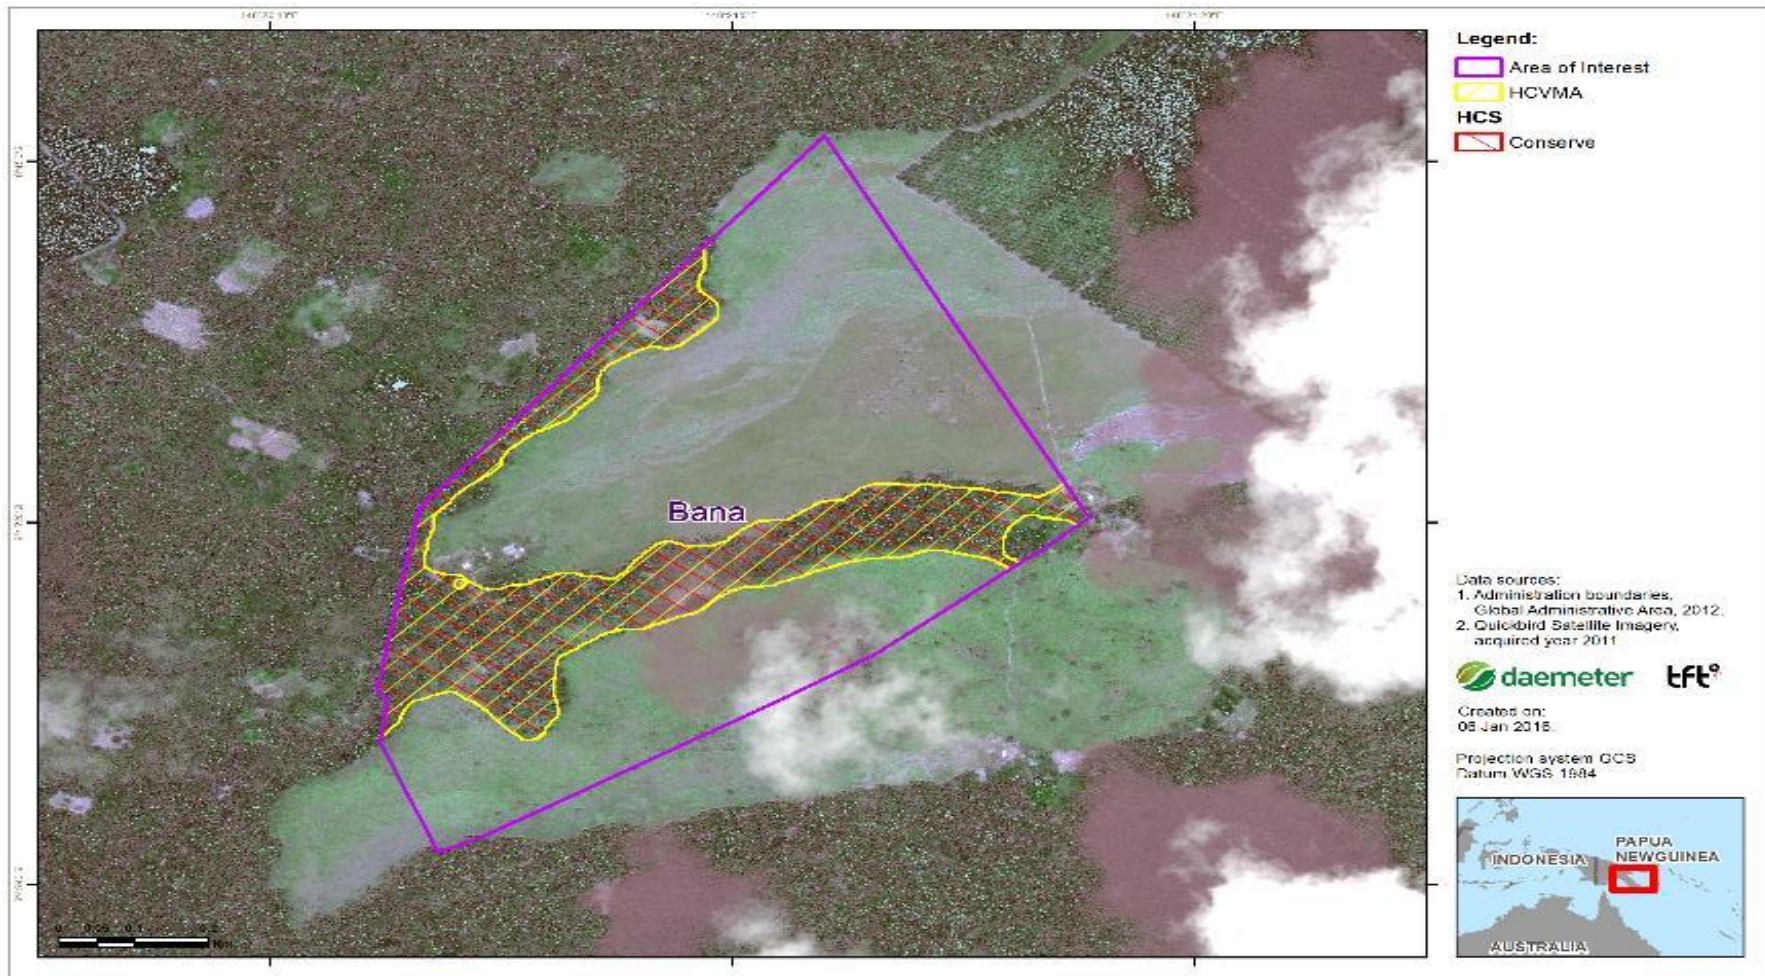 Legend:
Area of Interest
HCVMA
HCS
Conserve
Bana
Data sources:
1. Administration boundaries,
Global Administrative Area, 2012.
2. Quickbird Satellite Imagery,
acquired year 2011
daemeter tft
Created on:
Projection system GCS
Datum WGS 1984
PAPUA
NEWGUINEA
INDONESIA
AUSTRALIA